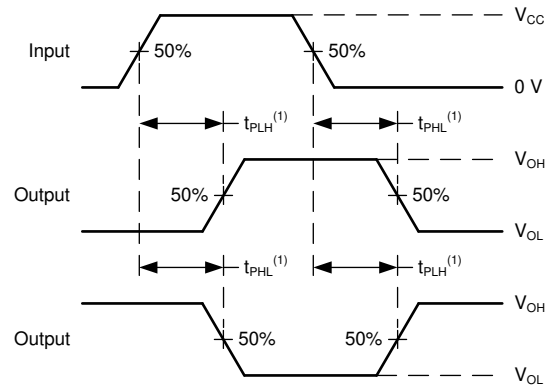 V_CC
Input 50% 50%
0 V
t_PLH^(1) t_PHL^(1)
V_OH
Output 50% 50%
V_OL
t_PHL^(1) t_PLH^(1)
V_OH
Output 50% 50%
V_OL